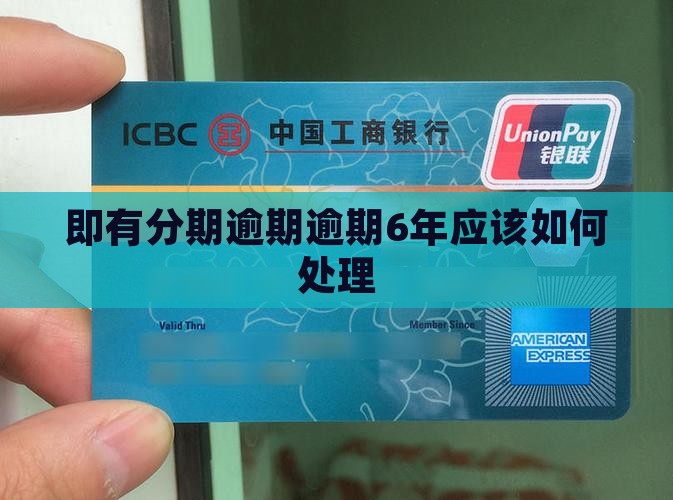 ICBC 中国工商银行
UnionPay
银联
即有分期逾期逾期6年应该如何
处理
Valid Thru
Member Since
AMERICAN
EXPRESS